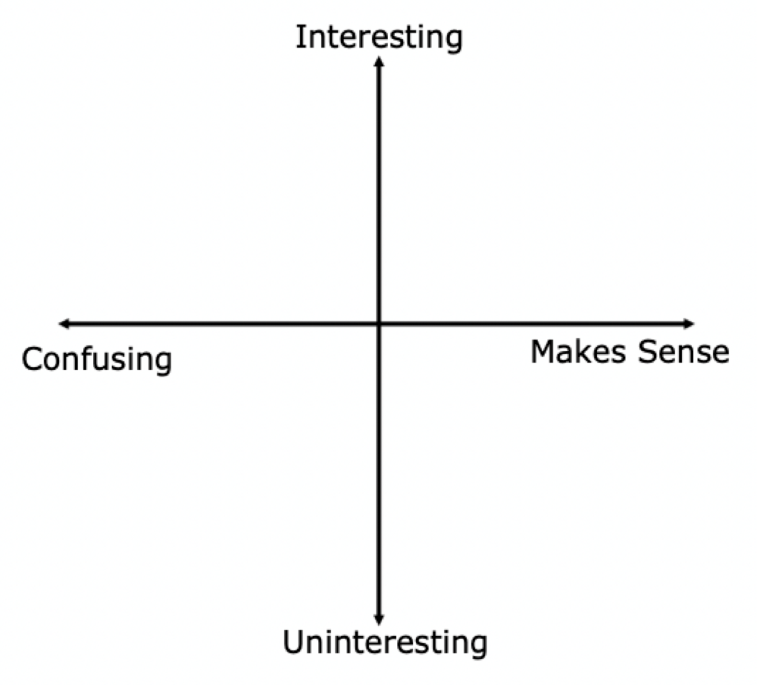 Interesting
Confusing
Makes Sense
Uninteresting